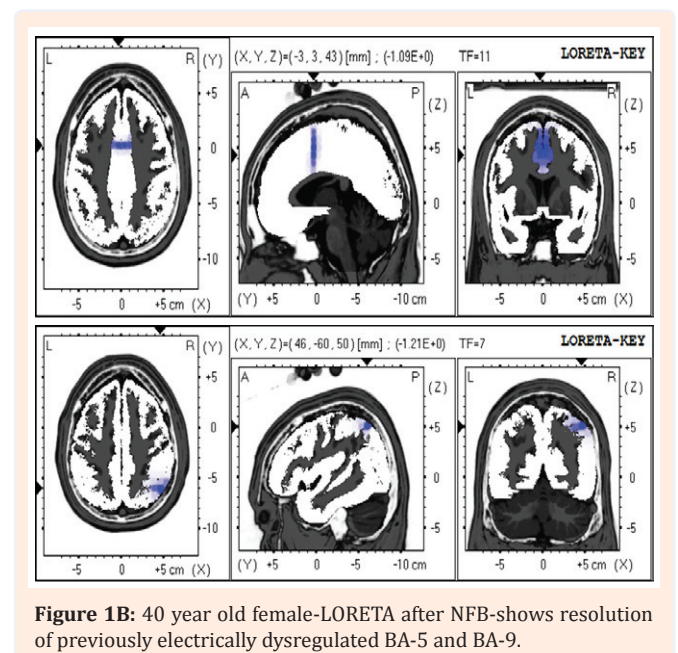 L R (Y) (X, Y, Z)=(-3, 3, 43) [mm] ; (-1.09E+0) TF=11 LORETA-KEY
A P (Z) L R (Z)
+5 +5 +5
0 0 0
-5 -5 -5
-10
-5 0 +5 cm (X) (Y) +5 0 -5 -10 cm -5 0 +5 cm (X)
L R (Y) (X, Y, Z)=(46, -60, 50) [mm] ; (-1.21E+0) TF=7 LORETA-KEY
A P (Z) L R (Z)
+5 +5 +5
0 0 0
-5 -5 -5
-10
-5 0 +5 cm (X) (Y) +5 0 -5 -10 cm -5 0 +5 cm (X)
Figure 1B: 40 year old female-LORETA after NFB-shows resolution
of previously electrically dysregulated BA-5 and BA-9.